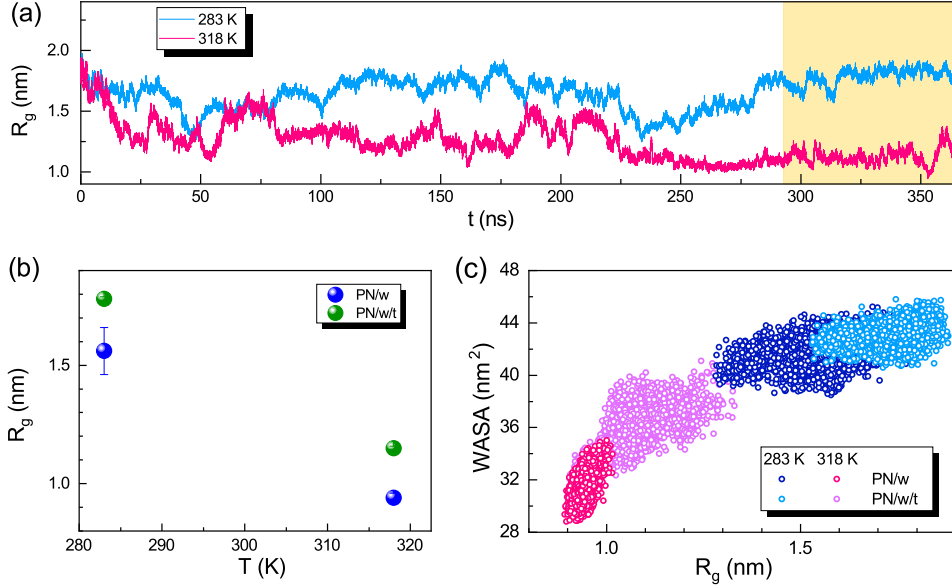 (a)
283 K
318 K
2.0
1.5
1.0
R_g (nm)
0 50 100 150 200 250 300 350
t (ns)
(b)
PN/w
PN/w/t
1.5
1.0
R_g (nm)
280 290 300 310 320
T (K)
(c)
48
44
40
36
32
28
WASA (nm²)
283 K 318 K
PN/w
PN/w/t
1.0 1.5
R_g (nm)